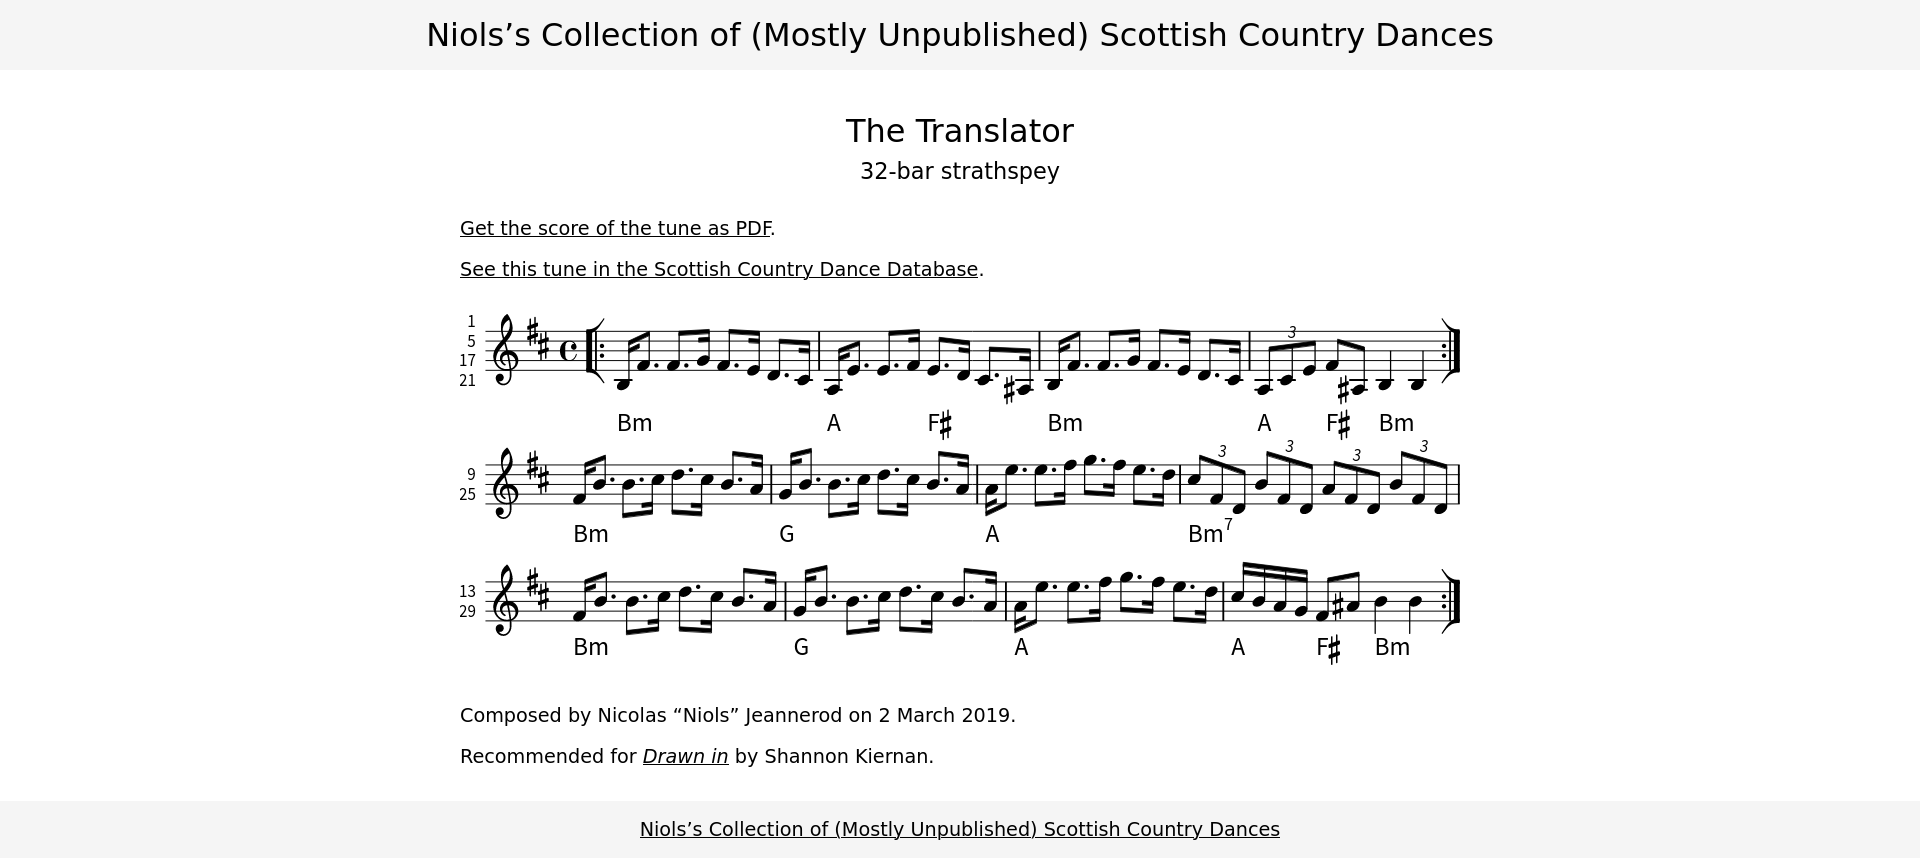 Niols’s Collection of (Mostly Unpublished) Scottish Country Dances
The Translator
32-bar strathspey
Get the score of the tune as PDF.
See this tune in the Scottish Country Dance Database.
1
5
17
21
3 3
Bm A F♯ Bm A F♯ Bm
9
25
3 3 3 3
Bm G A Bm7
13
29
Bm G A A F♯ Bm
Composed by Nicolas “Niols” Jeannerod on 2 March 2019.
Recommended for Drawn in by Shannon Kiernan.
Niols’s Collection of (Mostly Unpublished) Scottish Country Dances